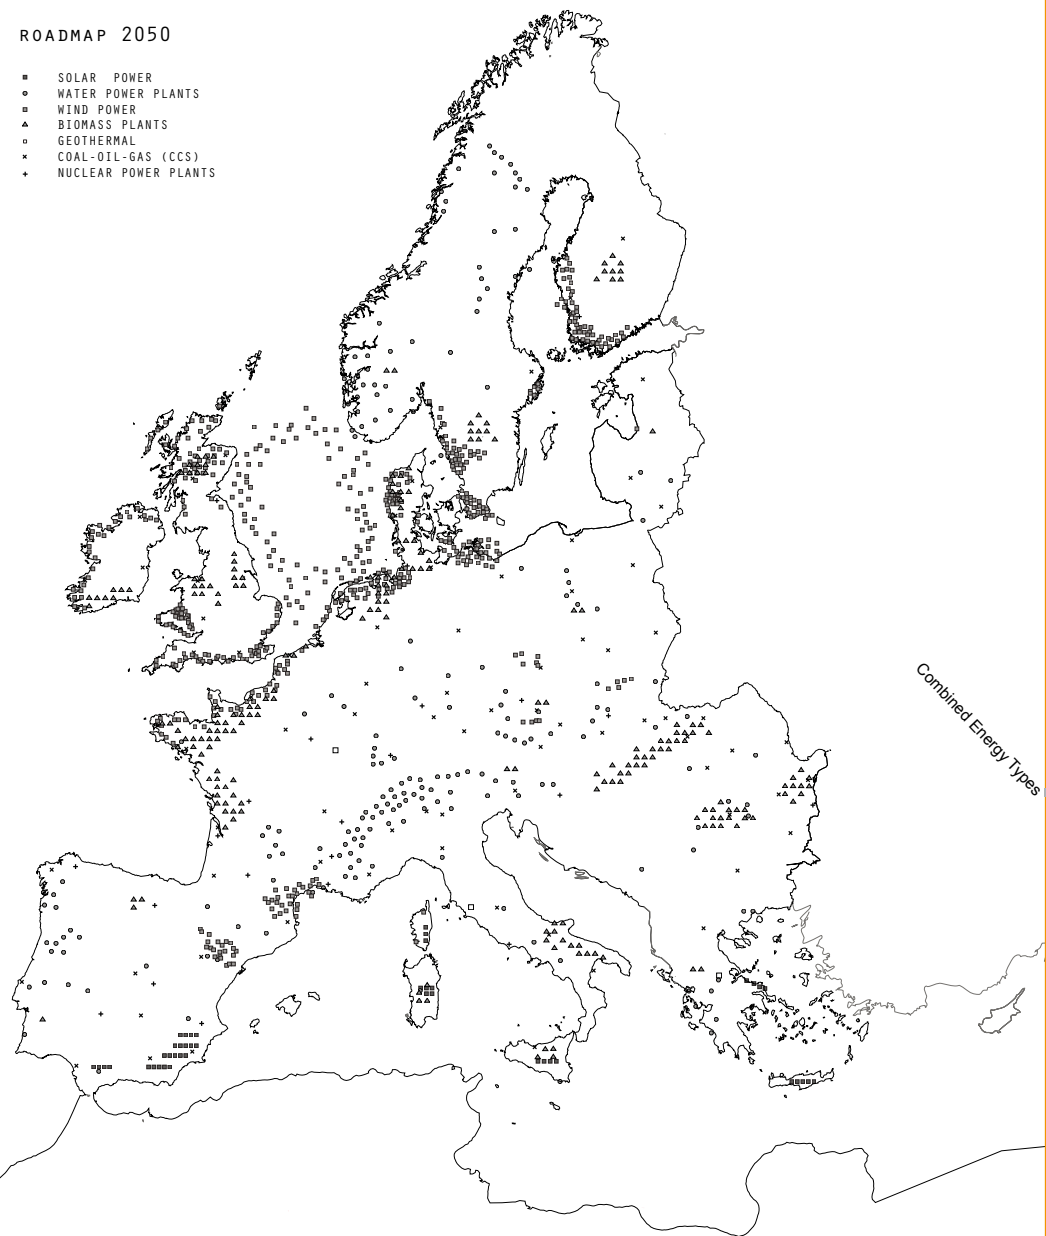 ROADMAP 2050
SOLAR POWER
WATER POWER PLANTS
WIND POWER
BIOMASS PLANTS
GEOTHERMAL
COAL-OIL-GAS (CCS)
NUCLEAR POWER PLANTS
Combined Energy Types